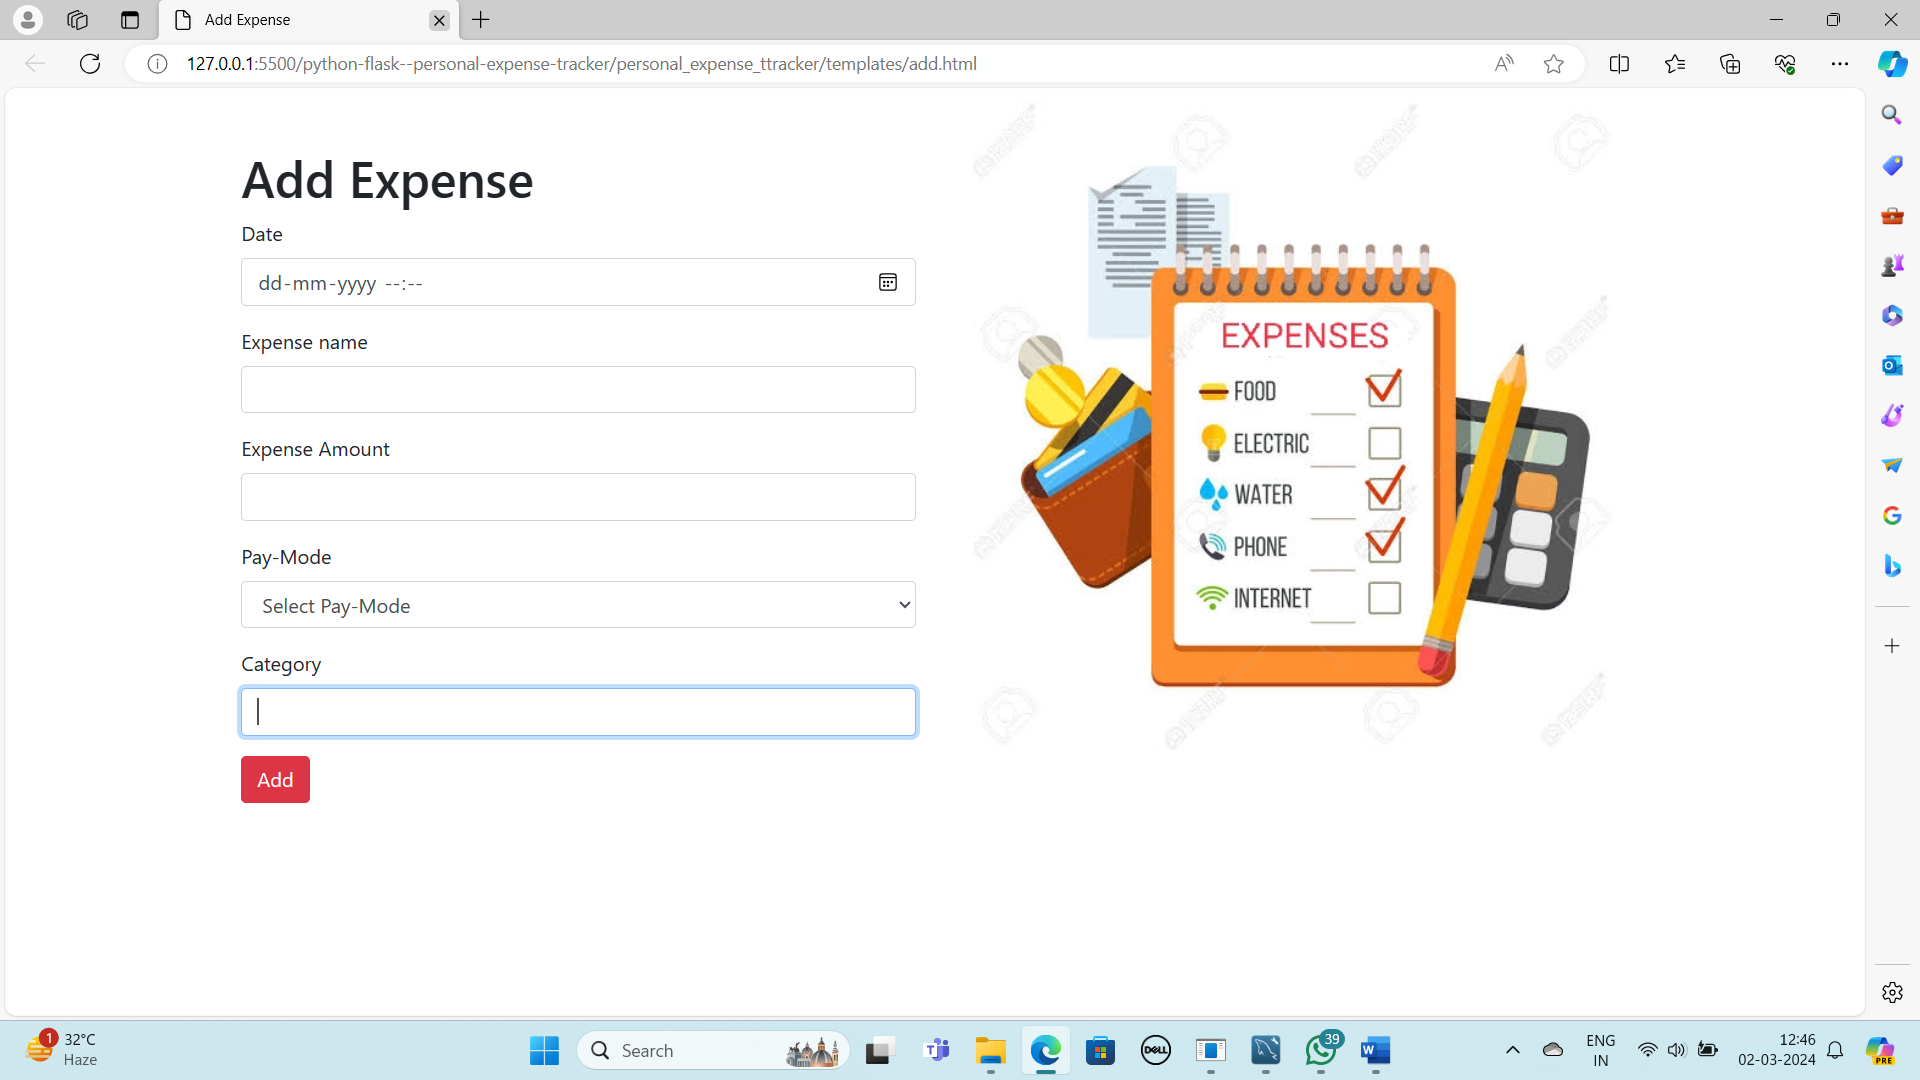 Add Expense
127.0.0.1:5500/python-flask--personal-expense-tracker/personal_expense_ttracker/templates/add.html
Add Expense
Date
dd-mm-yyyy --:--
Expense name
Expense Amount
Pay-Mode
Select Pay-Mode
Category
Add
EXPENSES
FOOD
ELECTRIC
WATER
PHONE
INTERNET
1
32°C
Haze
Search
DELL
39
ENG
IN
12:46
02-03-2024
PRE